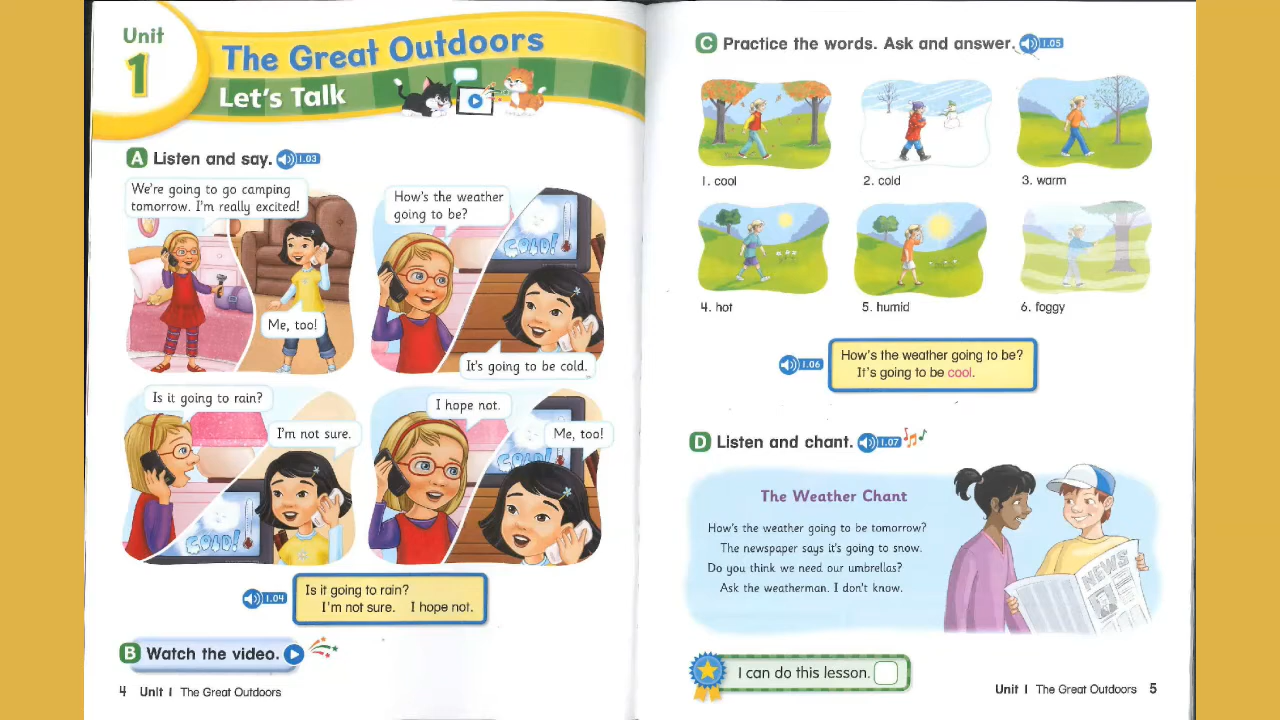 Unit
1
The Great Outdoors
Let's Talk
A Listen and say. 1.03
We're going to go camping
tomorrow. I'm really excited!
Me, too!
How's the weather
going to be?
COLD!
It's going to be cold.
Is it going to rain?
I'm not sure.
COLD!
I hope not.
Me, too!
COLD!
1.04
Is it going to rain?
I'm not sure. I hope not.
B Watch the video.
4 Unit 1 The Great Outdoors
C Practice the words. Ask and answer. 1.05
1. cool
2. cold
3. warm
4. hot
5. humid
6. foggy
1.06
How's the weather going to be?
It's going to be cool.
D Listen and chant. 1.07
The Weather Chant
How's the weather going to be tomorrow?
The newspaper says it's going to snow.
Do you think we need our umbrellas?
Ask the weatherman. I don't know.
NEWS
I can do this lesson.
Unit 1 The Great Outdoors 5